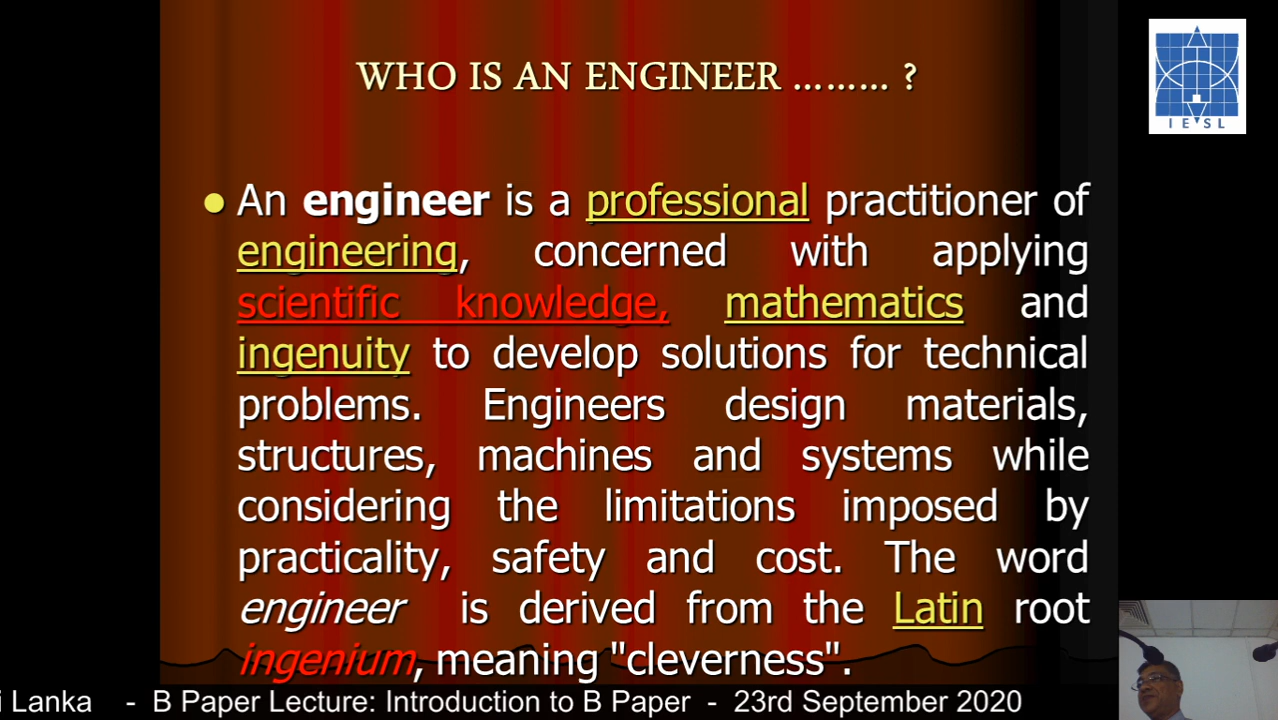 WHO IS AN ENGINEER ......... ?
IESL
An engineer is a professional practitioner of
engineering, concerned with applying
scientific knowledge, mathematics and
ingenuity to develop solutions for technical
problems. Engineers design materials,
structures, machines and systems while
considering the limitations imposed by
practicality, safety and cost. The word
engineer is derived from the Latin root
ingenium, meaning "cleverness".
i Lanka - B Paper Lecture: Introduction to B Paper - 23rd September 2020